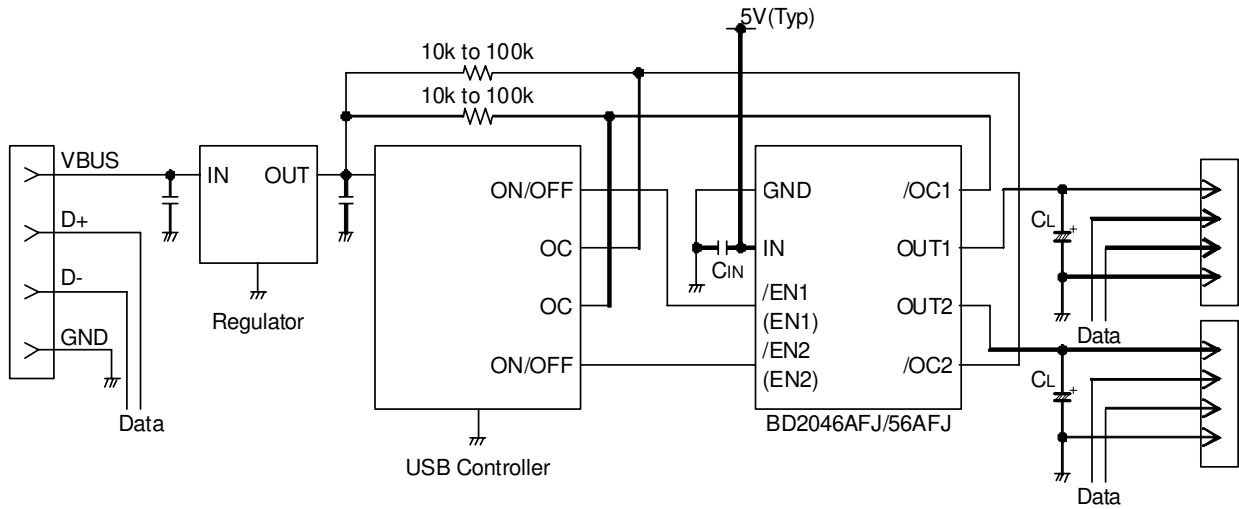 5V(Typ)
10k to 100k
10k to 100k
VBUS
D+
D-
GND
Data
IN
OUT
Regulator
ON/OFF
OC
OC
ON/OFF
USB Controller
CIN
GND
IN
/EN1
(EN1)
/EN2
(EN2)
/OC1
OUT1
OUT2
/OC2
BD2046AFJ/56AFJ
CL
+
Data
CL
+
Data